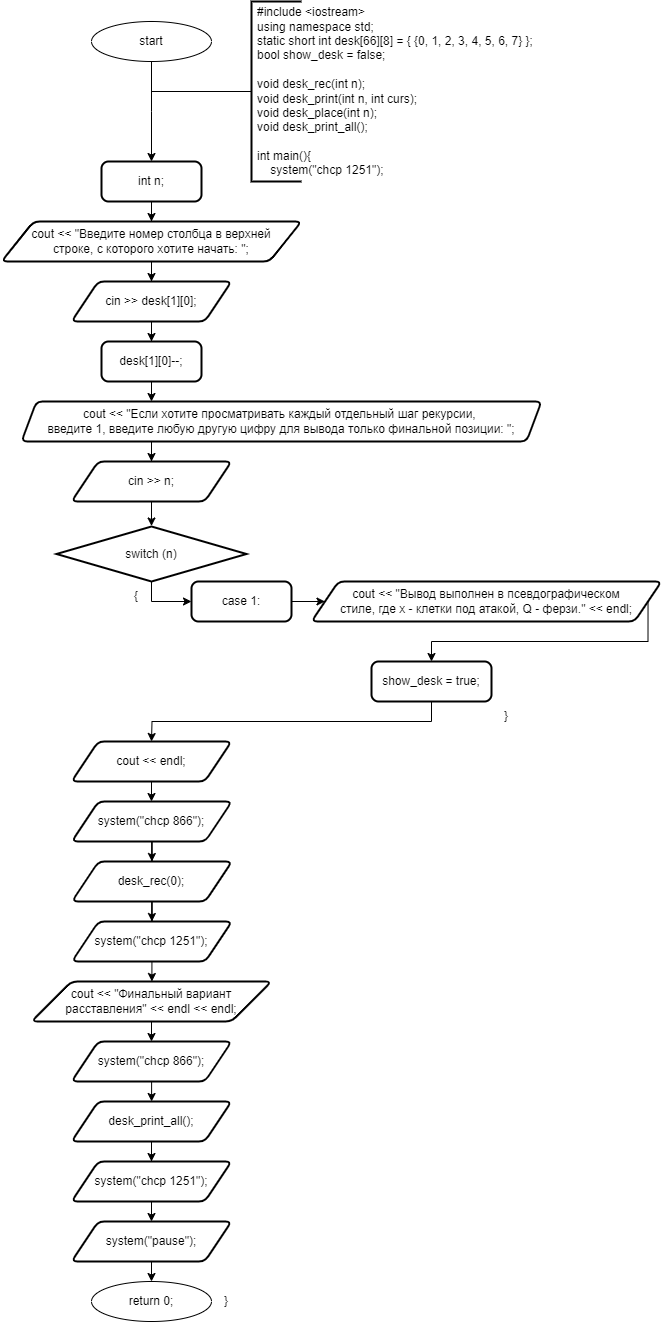 start
#include <iostream>
using namespace std;
static short int desk[66][8] = { {0, 1, 2, 3, 4, 5, 6, 7} };
bool show_desk = false;
void desk_rec(int n);
void desk_print(int n, int curs);
void desk_place(int n);
void desk_print_all();
int main(){
system("chcp 1251");
int n;
cout << "Введите номер столбца в верхней
строке, с которого хотите начать: ";
cin >> desk[1][0];
desk[1][0]--;
cout << "Если хотите просматривать каждый отдельный шаг рекурсии,
введите 1, введите любую другую цифру для вывода только финальной позиции: ";
cin >> n;
switch (n)
{
case 1:
cout << "Вывод выполнен в псевдографическом
стиле, где x - клетки под атакой, Q - ферзи." << endl;
show_desk = true;
}
cout << endl;
system("chcp 866");
desk_rec(0);
system("chcp 1251");
cout << "Финальный вариант
расставления" << endl << endl;
system("chcp 866");
desk_print_all();
system("chcp 1251");
system("pause");
return 0;
}